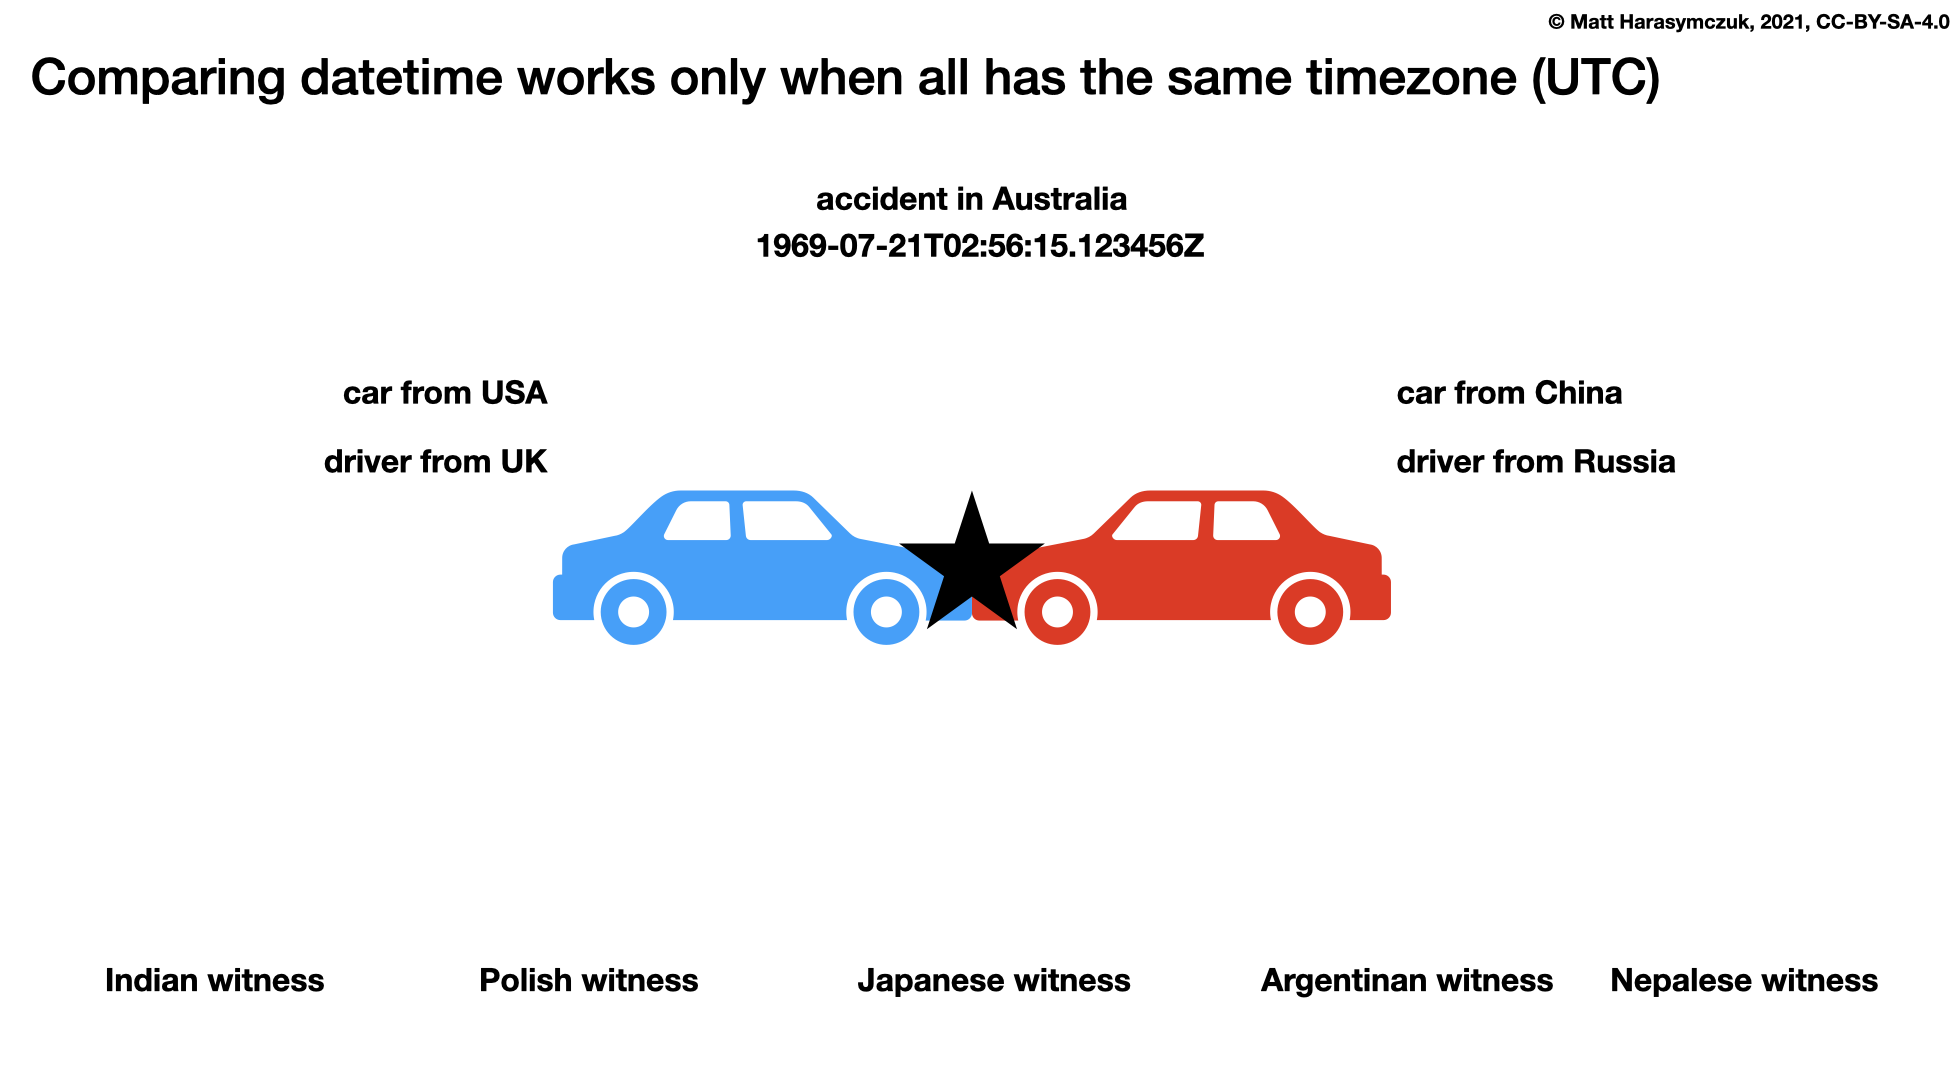 © Matt Harasymczuk, 2021, CC-BY-SA-4.0
Comparing datetime works only when all has the same timezone (UTC)
accident in Australia
1969-07-21T02:56:15.123456Z
car from USA
driver from UK
car from China
driver from Russia
Indian witness
Polish witness
Japanese witness
Argentinan witness
Nepalese witness